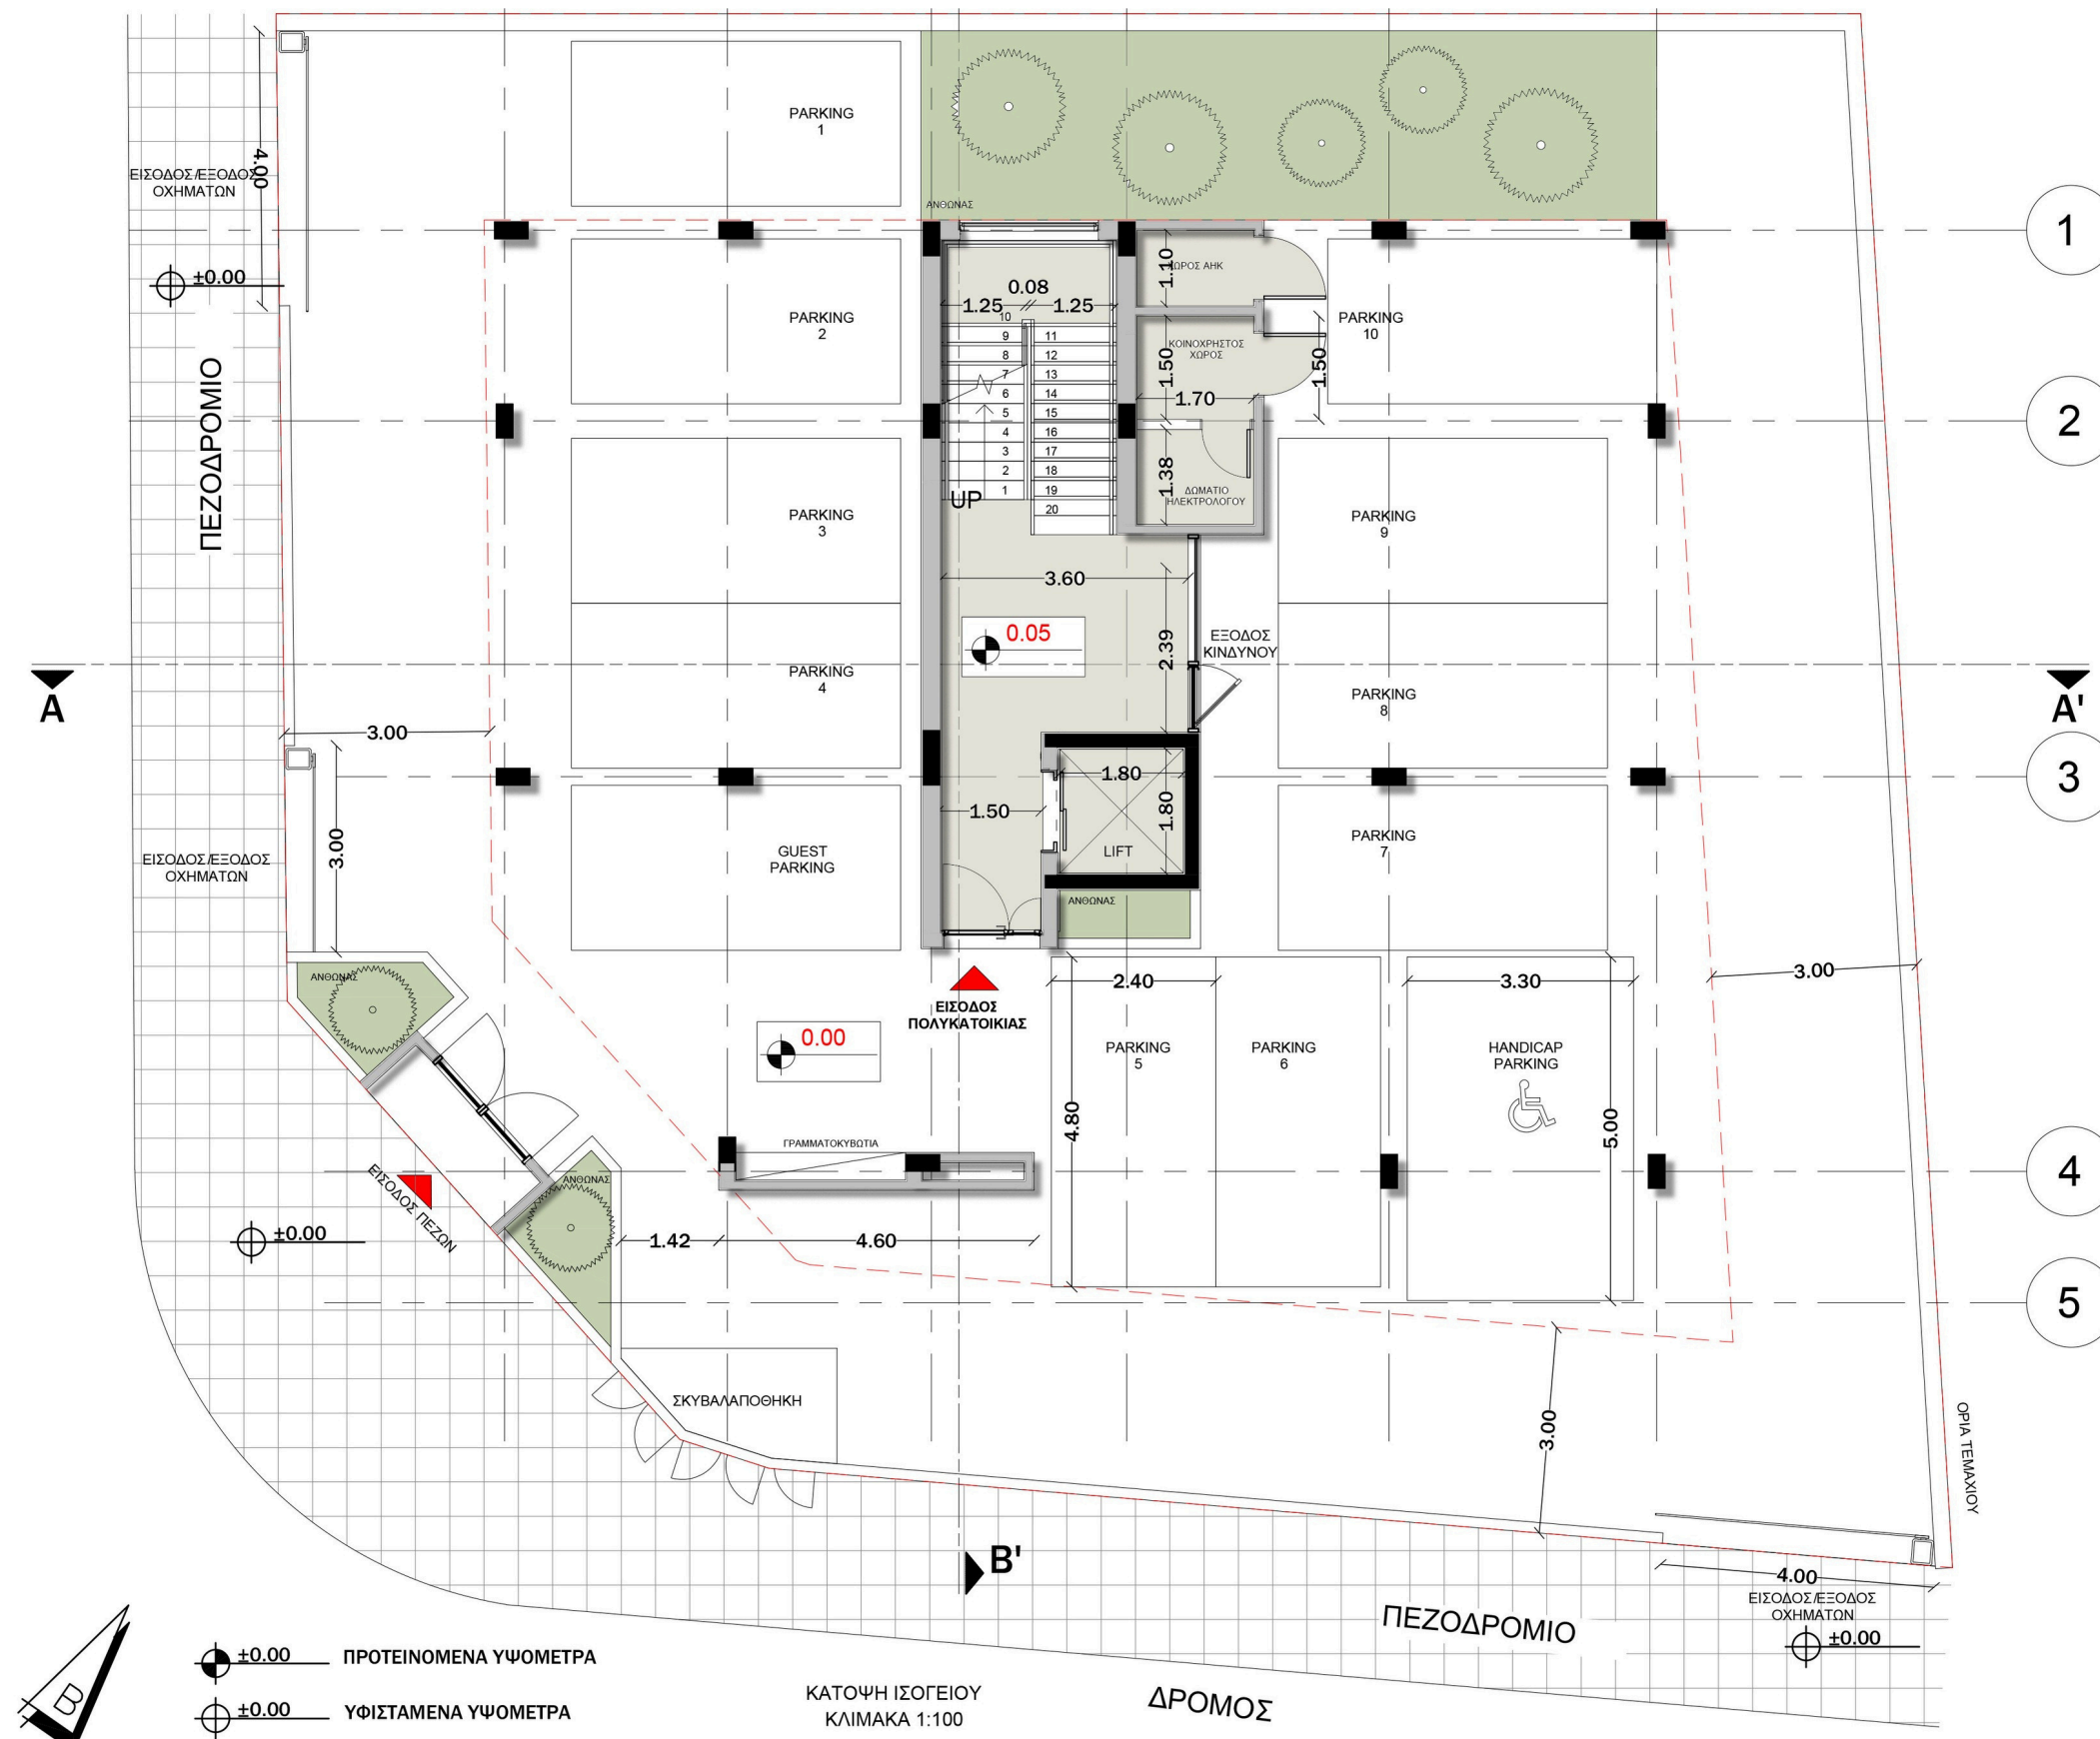 PARKING
1
ΕΙΣΟΔΟΣ/ΕΞΟΔΟΣ
ΟΧΗΜΑΤΩΝ
4.00
ΑΝΘΩΝΑΣ
1
±0.00
ΧΩΡΟΣ ΑΗΚ
1.10
0.08
1.25
1.25
PARKING
2
PARKING
10
ΚΟΙΝΟΧΡΗΣΤΟΣ
ΧΩΡΟΣ
1.50
1.70
1.50
10
9
8
7
6
5
4
3
2
1
11
12
13
14
15
16
17
18
19
20
UP
ΠΕΖΟΔΡΟΜΙΟ
2
PARKING
3
1.38
ΔΩΜΑΤΙΟ
ΗΛΕΚΤΡΟΛΟΓΟΥ
PARKING
9
3.60
0.05
2.39
ΕΞΟΔΟΣ
ΚΙΝΔΥΝΟΥ
PARKING
4
PARKING
8
A
A'
3.00
3
1.80
1.80
1.50
LIFT
3.00
ΕΙΣΟΔΟΣ/ΕΞΟΔΟΣ
ΟΧΗΜΑΤΩΝ
GUEST
PARKING
PARKING
7
ΑΝΘΩΝΑΣ
ΑΝΘΩΝΑΣ
2.40
3.30
3.00
ΕΙΣΟΔΟΣ
ΠΟΛΥΚΑΤΟΙΚΙΑΣ
0.00
PARKING
5
PARKING
6
HANDICAP
PARKING
4.80
5.00
ΓΡΑΜΜΑΤΟΚΥΒΩΤΙΑ
ΑΝΘΩΝΑΣ
4
ΕΙΣΟΔΟΣ ΠΕΖΩΝ
±0.00
1.42
4.60
5
ΣΚΥΒΑΛΑΠΟΘΗΚΗ
3.00
ΟΡΙΑ ΤΕΜΑΧΙΟΥ
B'
4.00
ΕΙΣΟΔΟΣ/ΕΞΟΔΟΣ
ΟΧΗΜΑΤΩΝ
±0.00
ΠΕΖΟΔΡΟΜΙΟ
ΔΡΟΜΟΣ
Β
±0.00 ΠΡΟΤΕΙΝΟΜΕΝΑ ΥΨΟΜΕΤΡΑ
±0.00 ΥΦΙΣΤΑΜΕΝΑ ΥΨΟΜΕΤΡΑ
ΚΑΤΟΨΗ ΙΣΟΓΕΙΟΥ
ΚΛΙΜΑΚΑ 1:100